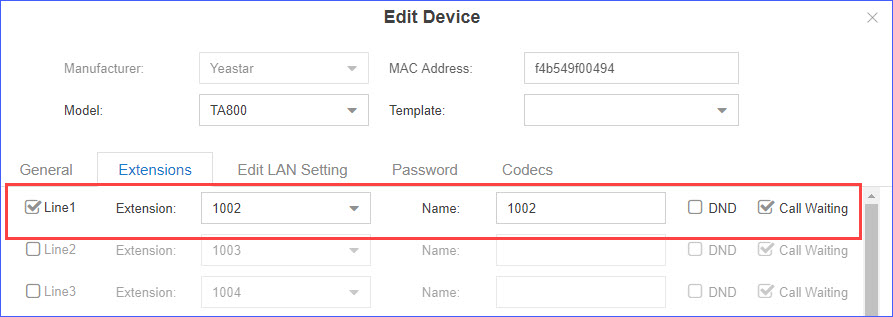 Edit Device
Manufacturer: Yeastar MAC Address: f4b549f00494
Model: TA800 Template:
General Extensions Edit LAN Setting Password Codecs
Line1 Extension: 1002 Name: 1002 DND Call Waiting
Line2 Extension: 1003 Name: DND Call Waiting
Line3 Extension: 1004 Name: DND Call Waiting